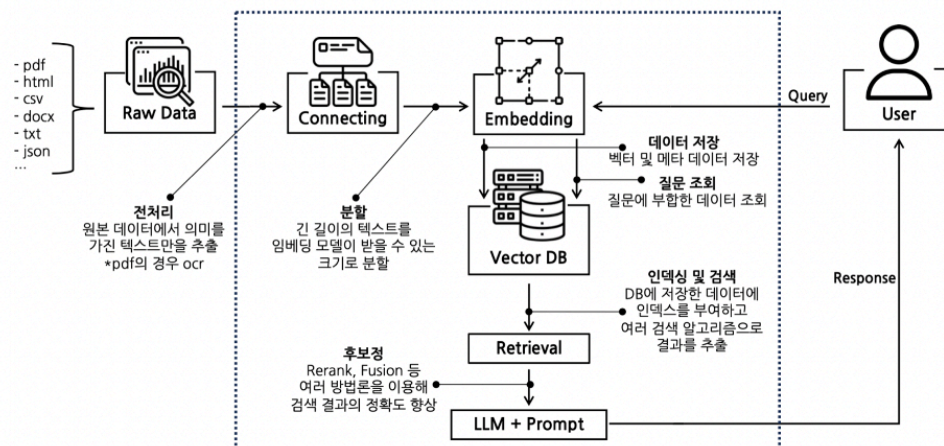 - pdf
- html
- csv
- docx
- txt
- json
...
Raw Data
Connecting
Embedding
Query
User
전처리
원본 데이터에서 의미를
가진 텍스트만을 추출
*pdf의 경우 ocr
분할
긴 길이의 텍스트를
임베딩 모델이 받을 수 있는
크기로 분할
데이터 저장
벡터 및 메타 데이터 저장
질문 조회
질문에 부합한 데이터 조회
Vector DB
인덱싱 및 검색
DB에 저장한 데이터에
인덱스를 부여하고
여러 검색 알고리즘으로
결과를 추출
Response
Retrieval
후보정
Rerank, Fusion 등
여러 방법론을 이용해
검색 결과의 정확도 향상
LLM + Prompt